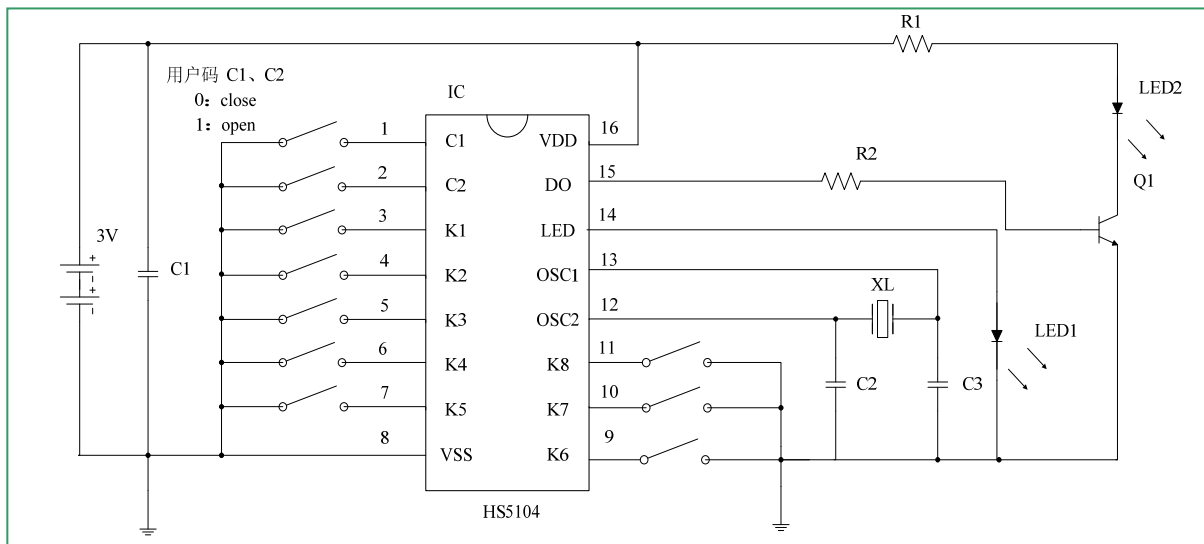 R1
用户码 C1、C2
0：close
1：open
IC
LED2
1 C1 VDD 16
R2
2 C2 DO 15
Q1
3 K1 LED 14
3V
+
-
+
-
C1
4 K2 OSC1 13
XL
5 K3 OSC2 12
LED1
6 K4 K8 11
C2
C3
7 K5 K7 10
8 VSS K6 9
HS5104